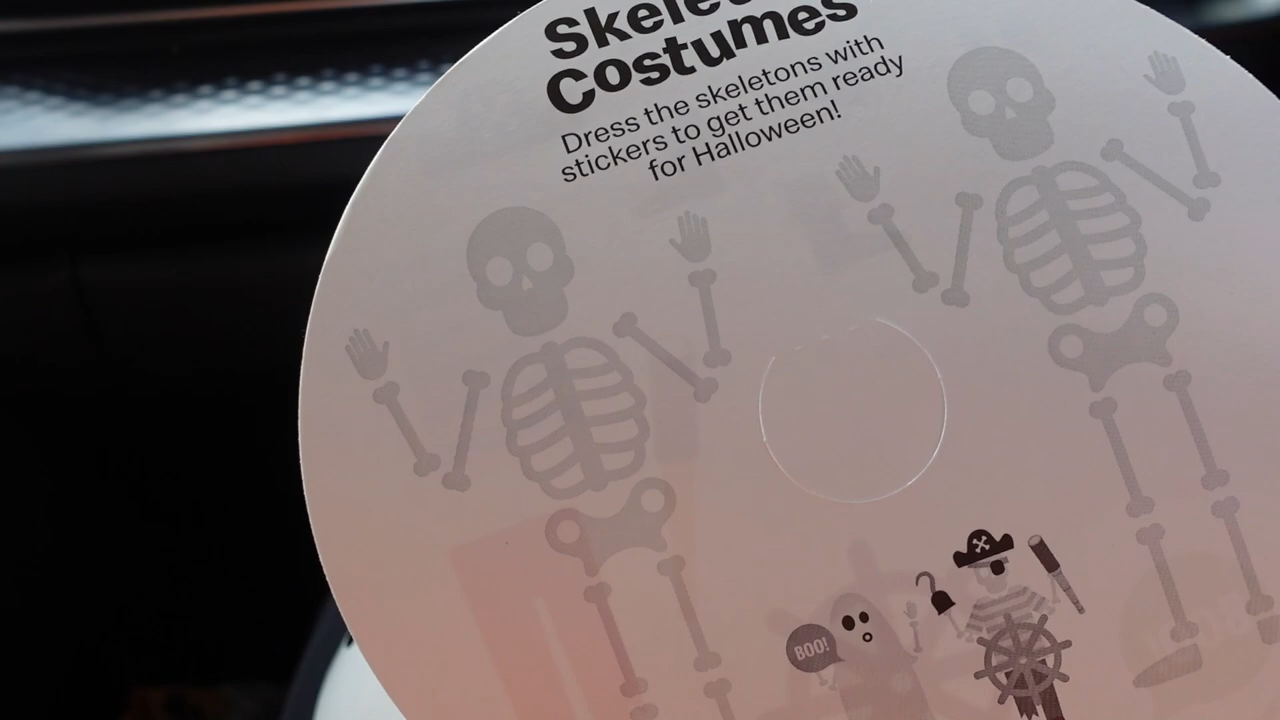 Costumes
Dress the skeletons with
stickers to get them ready
for Halloween!
BOO!